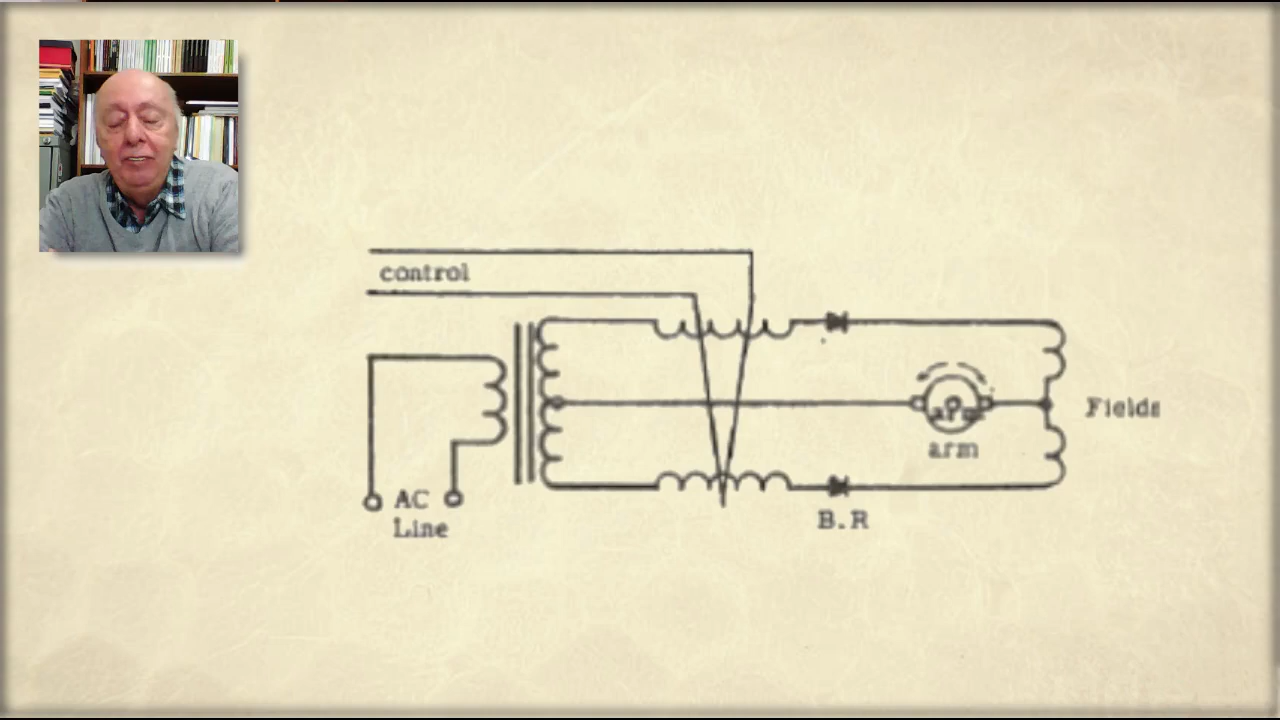 control
Fields
arm
AC
Line
B.R